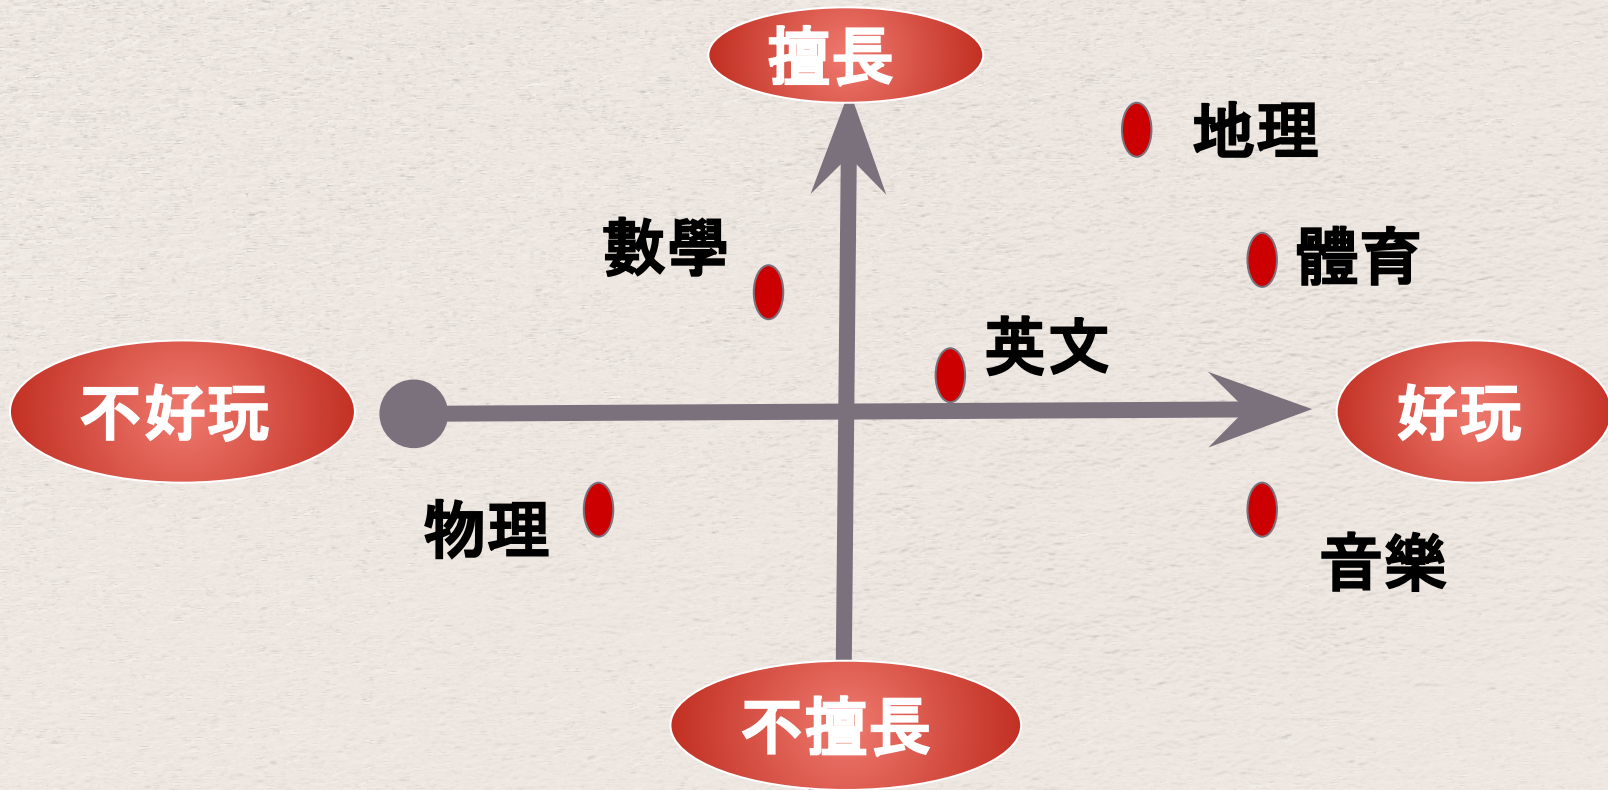 擅長
地理
數學
體育
英文
不好玩
好玩
物理
音樂
不擅長